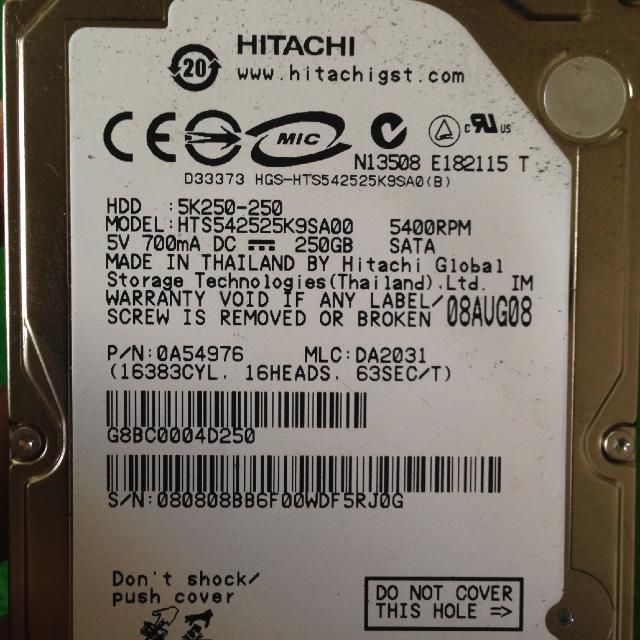 HITACHI
20
www.hitachigst.com
CE MIC c UL US
N13508 E182115 T
D33373 HGS-HTS542525K9SA0(B)
HDD :5K250-250
MODEL:HTS542525K9SA00 5400RPM
5V 700mA DC 250GB SATA
MADE IN THAILAND BY Hitachi Global
Storage Technologies(Thailand).Ltd. IM
WARRANTY VOID IF ANY LABEL/
SCREW IS REMOVED OR BROKEN 08AUG08
P/N:0A54976 MLC:DA2031
(16383CYL. 16HEADS. 63SEC/T)
G8BC0004D250
S/N:080808BB6F00WDF5RJ0G
Don't shock/
push cover
DO NOT COVER
THIS HOLE =>